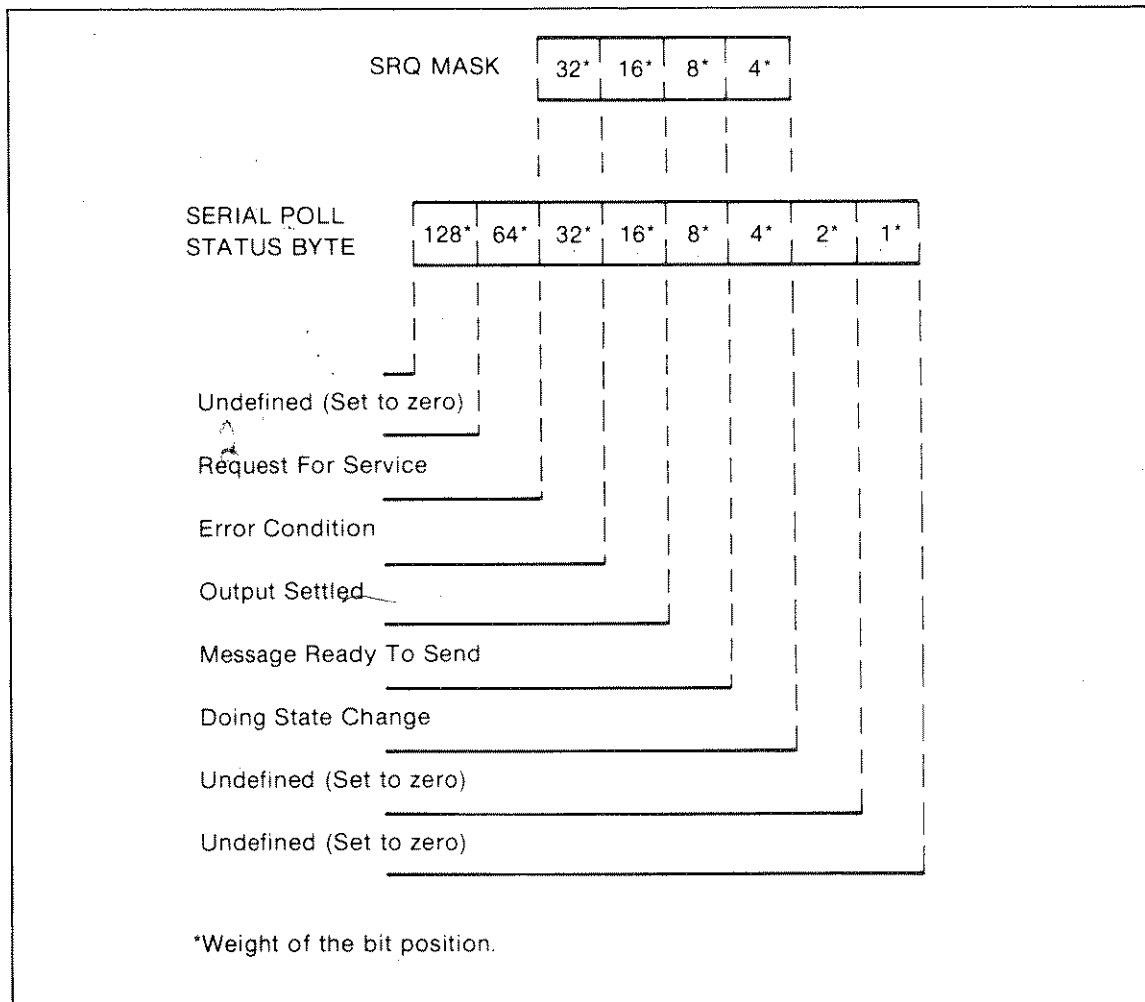 SRQ MASK 32* 16* 8* 4*
SERIAL POLL
STATUS BYTE 128* 64* 32* 16* 8* 4* 2* 1*
Undefined (Set to zero)
Request For Service
Error Condition
Output Settled
Message Ready To Send
Doing State Change
Undefined (Set to zero)
Undefined (Set to zero)
*Weight of the bit position.